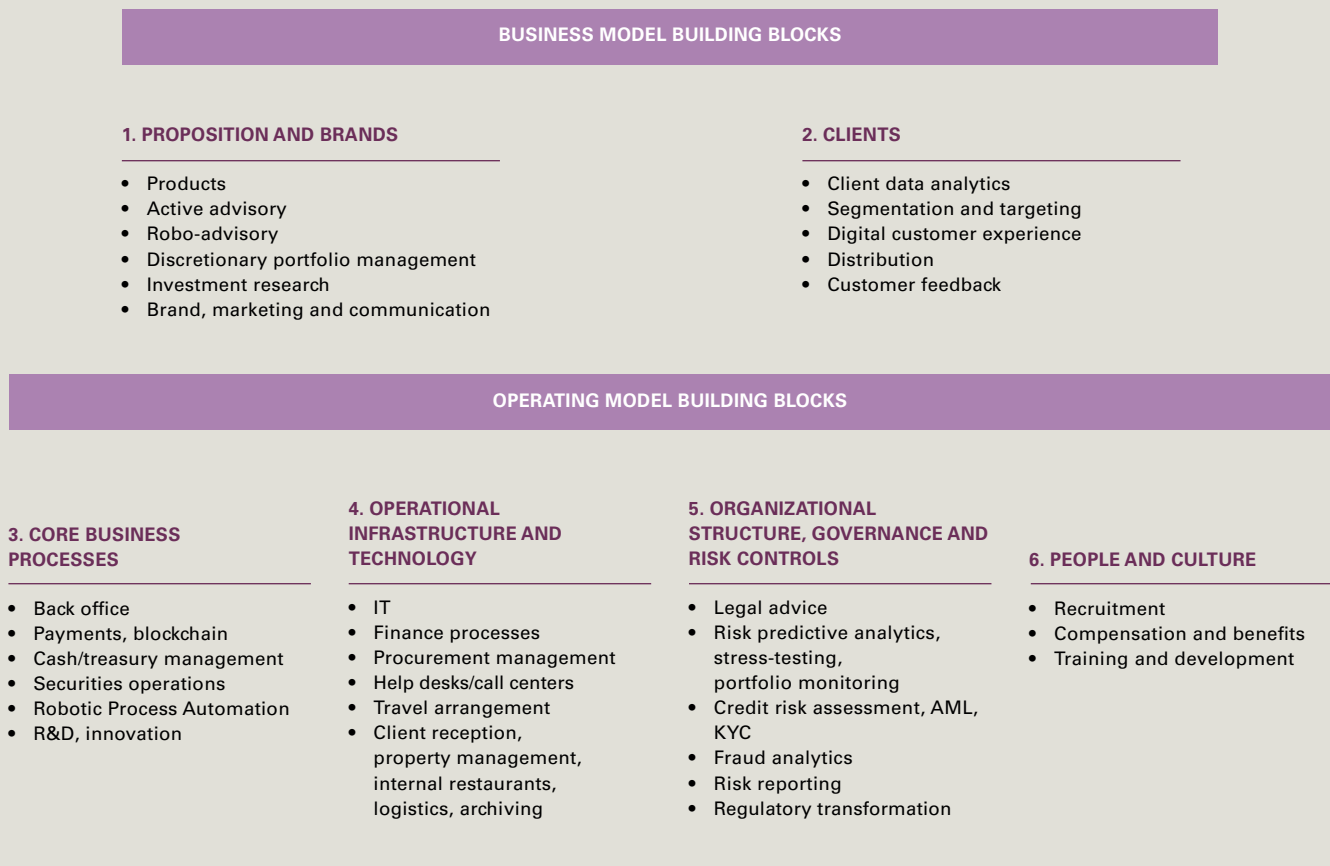 BUSINESS MODEL BUILDING BLOCKS
1. PROPOSITION AND BRANDS
• Products
• Active advisory
• Robo-advisory
• Discretionary portfolio management
• Investment research
• Brand, marketing and communication
2. CLIENTS
• Client data analytics
• Segmentation and targeting
• Digital customer experience
• Distribution
• Customer feedback
OPERATING MODEL BUILDING BLOCKS
3. CORE BUSINESS
PROCESSES
• Back office
• Payments, blockchain
• Cash/treasury management
• Securities operations
• Robotic Process Automation
• R&D, innovation
4. OPERATIONAL
INFRASTRUCTURE AND
TECHNOLOGY
• IT
• Finance processes
• Procurement management
• Help desks/call centers
• Travel arrangement
• Client reception,
property management,
internal restaurants,
logistics, archiving
5. ORGANIZATIONAL
STRUCTURE, GOVERNANCE AND
RISK CONTROLS
• Legal advice
• Risk predictive analytics,
stress-testing,
portfolio monitoring
• Credit risk assessment, AML,
KYC
• Fraud analytics
• Risk reporting
• Regulatory transformation
6. PEOPLE AND CULTURE
• Recruitment
• Compensation and benefits
• Training and development